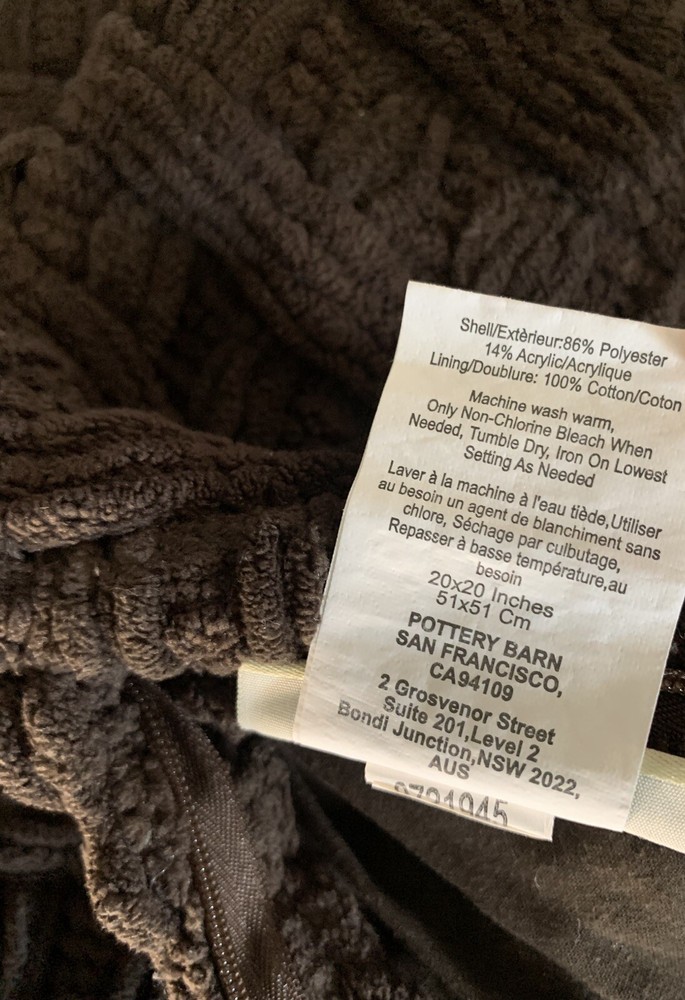 Shell/Extèrieur:86% Polyester
14% Acrylic/Acrylique
Lining/Doublure: 100% Cotton/Coton
Machine wash warm,
Only Non-Chlorine Bleach When
Needed, Tumble Dry, Iron On Lowest
Setting As Needed
Laver à la machine à l'eau tiède,Utiliser
au besoin un agent de blanchiment sans
chlore, Séchage par culbutage,
Repasser à basse température,au
besoin
20x20 Inches
51x51 Cm
POTTERY BARN
SAN FRANCISCO,
CA94109
2 Grosvenor Street
Suite 201,Level 2
Bondi Junction,NSW 2022,
AUS